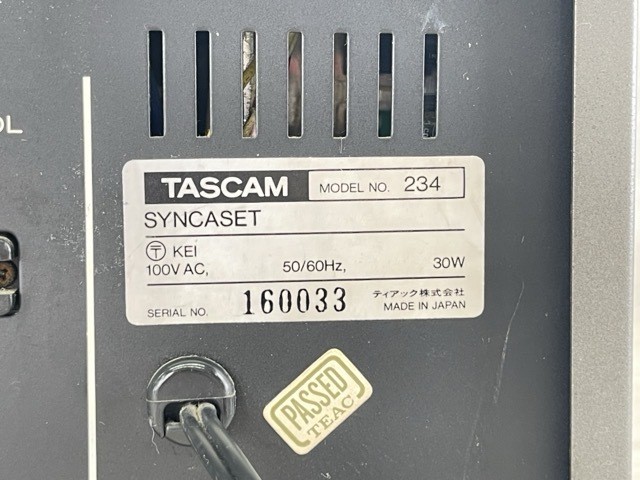 OL
TASCAM MODEL NO. 234
SYNCASET
〒 KEI
100V AC, 50/60Hz, 30W
SERIAL NO. 160033 ティアック株式会社
MADE IN JAPAN
PASSED
TEAC